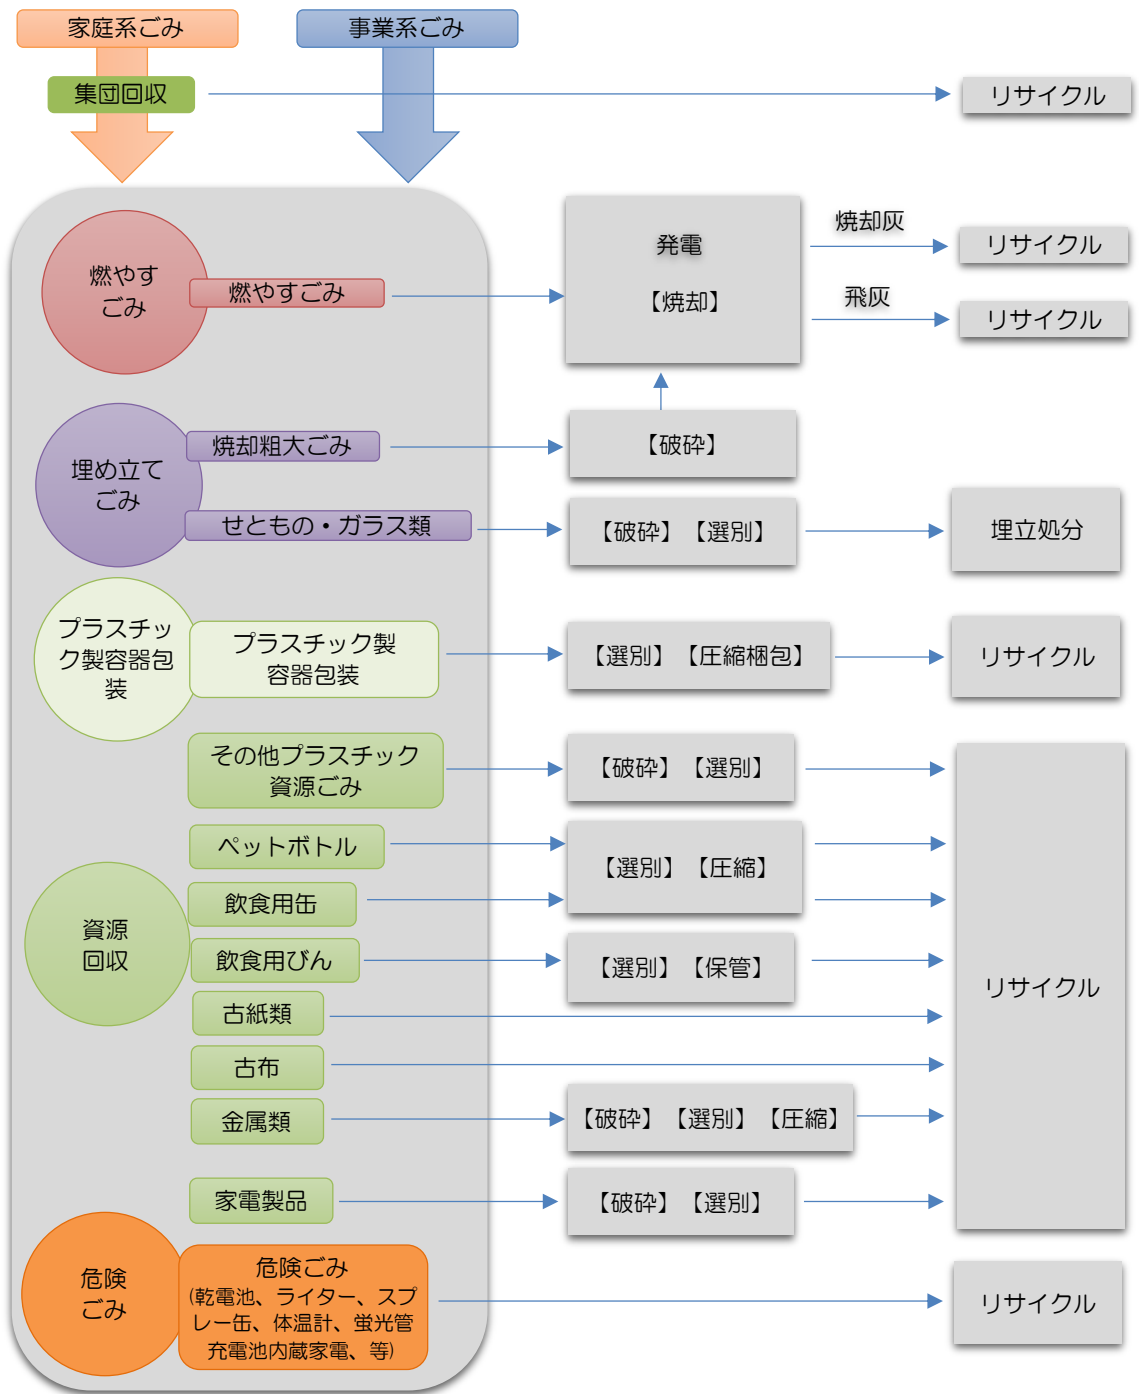 家庭系ごみ
事業系ごみ
集団回収
リサイクル
燃やす
ごみ
燃やすごみ
発電
【焼却】
焼却灰
リサイクル
飛灰
リサイクル
埋め立て
ごみ
焼却粗大ごみ
【破砕】
せともの・ガラス類
【破砕】【選別】
埋立処分
プラスチッ
ク製容器包
装
プラスチック製
容器包装
【選別】【圧縮梱包】
リサイクル
その他プラスチック
資源ごみ
【破砕】【選別】
ペットボトル
【選別】【圧縮】
飲食用缶
資源
回収
飲食用びん
【選別】【保管】
リサイクル
古紙類
古布
金属類
【破砕】【選別】【圧縮】
家電製品
【破砕】【選別】
危険
ごみ
危険ごみ
(乾電池、ライター、スプ
レー缶、体温計、蛍光管
充電池内蔵家電、等)
リサイクル